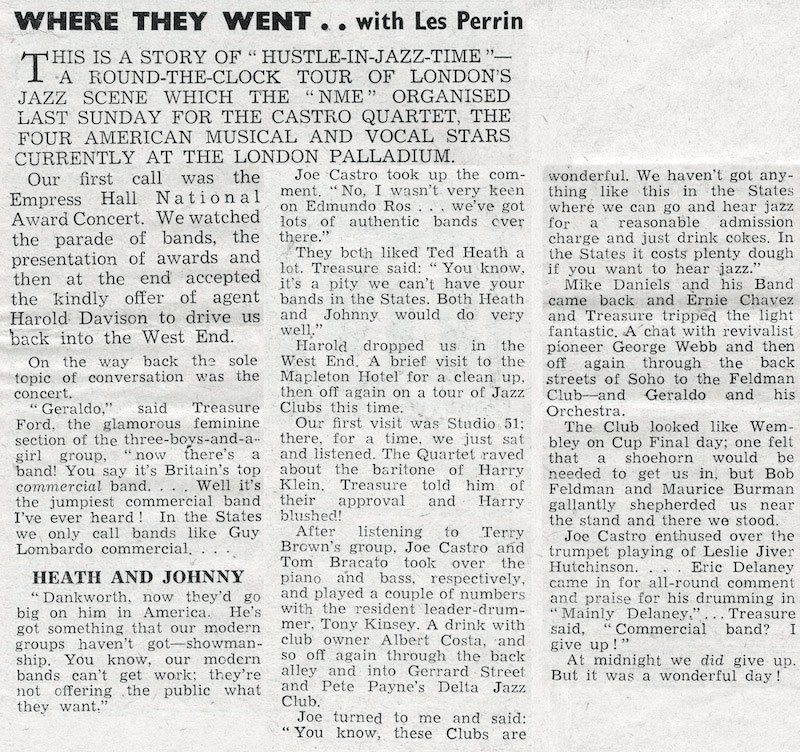 WHERE THEY WENT . . with Les Perrin
THIS IS A STORY OF "HUSTLE-IN-JAZZ-TIME"—
A ROUND-THE-CLOCK TOUR OF LONDON'S
JAZZ SCENE WHICH THE "NME" ORGANISED
LAST SUNDAY FOR THE CASTRO QUARTET, THE
FOUR AMERICAN MUSICAL AND VOCAL STARS
CURRENTLY AT THE LONDON PALLADIUM.
Our first call was the
Empress Hall National
Award Concert. We watched
the parade of bands, the
presentation of awards and
then at the end accepted
the kindly offer of agent
Harold Davison to drive us
back into the West End.
On the way back the sole
topic of conversation was the
concert.
"Geraldo," said Treasure
Ford, the glamorous feminine
section of the three-boys-and-a-
girl group, "now there's a
band! You say it's Britain's top
commercial band. . . . Well it's
the jumpiest commercial band
I've ever heard! In the States
we only call bands like Guy
Lombardo commercial. . . .
HEATH AND JOHNNY
"Dankworth, now they'd go
big on him in America. He's
got something that our modern
groups haven't got—showman-
ship. You know, our modern
bands can't get work; they're
not offering the public what
they want."
Joe Castro took up the com-
ment. "No, I wasn't very keen
on Edmundo Ros . . . we've got
lots of authentic bands over
there."
They both liked Ted Heath a
lot. Treasure said: "You know,
it's a pity we can't have your
bands in the States. Both Heath
and Johnny would do very
well."
Harold dropped us in the
West End. A brief visit to the
Mapleton Hotel for a clean up,
then off again on a tour of Jazz
Clubs this time.
Our first visit was Studio 51;
there, for a time, we just sat
and listened. The Quartet raved
about the baritone of Harry
Klein. Treasure told him of
their approval and Harry
blushed!
After listening to Terry
Brown's group, Joe Castro and
Tom Bracato took over the
piano and bass, respectively,
and played a couple of numbers
with the resident leader-drum-
mer, Tony Kinsey. A drink with
club owner Albert Costa, and
so off again through the back
alley and into Gerrard Street
and Pete Payne's Delta Jazz
Club.
Joe turned to me and said:
"You know, these Clubs are
wonderful. We haven't got any-
thing like this in the States
where we can go and hear jazz
for a reasonable admission
charge and just drink cokes. In
the States it costs plenty dough
if you want to hear jazz."
Mike Daniels and his Band
came back and Ernie Chavez
and Treasure tripped the light
fantastic. A chat with revivalist
pioneer George Webb and then
off again through the back
streets of Soho to the Feldman
Club—and Geraldo and his
Orchestra.
The Club looked like Wem-
bley on Cup Final day; one felt
that a shoehorn would be
needed to get us in, but Bob
Feldman and Maurice Burman
gallantly shepherded us near
the stand and there we stood.
Joe Castro enthused over the
trumpet playing of Leslie Jiver
Hutchinson. . . . Eric Delaney
came in for all-round comment
and praise for his drumming in
"Mainly Delaney," . . . Treasure
said, "Commercial band? I
give up!"
At midnight we did give up.
But it was a wonderful day!